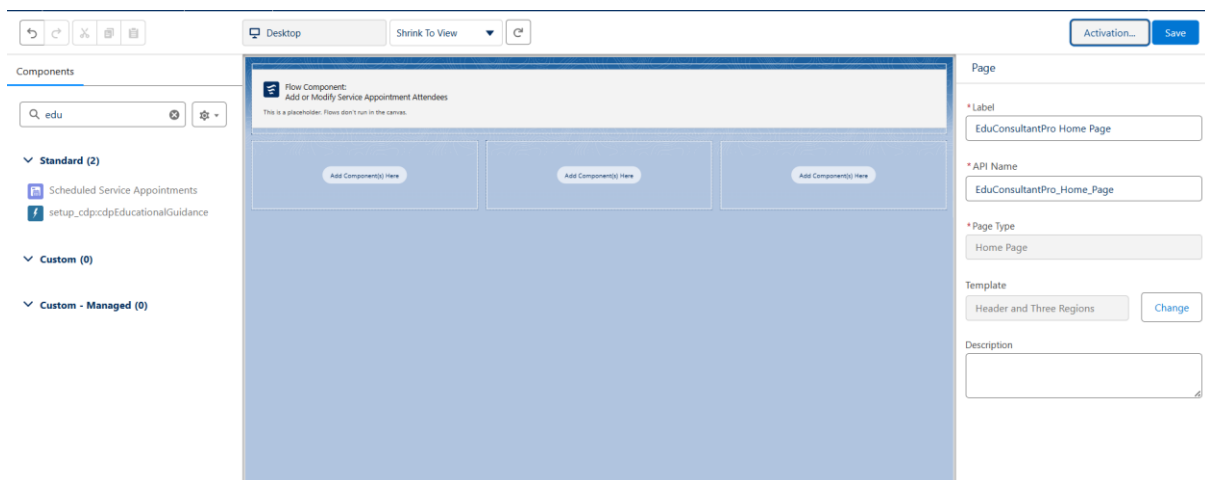 Desktop
Shrink To View
Activation...
Save
Components
edu
Standard (2)
Scheduled Service Appointments
setup_cdp:cdpEducationalGuidance
Custom (0)
Custom - Managed (0)
Flow Component:
Add or Modify Service Appointment Attendees
This is a placeholder. Flows don't run in the canvas.
Add Component(s) Here
Add Component(s) Here
Add Component(s) Here
Page
*Label
EduConsultantPro Home Page
*API Name
EduConsultantPro_Home_Page
*Page Type
Home Page
Template
Header and Three Regions
Change
Description